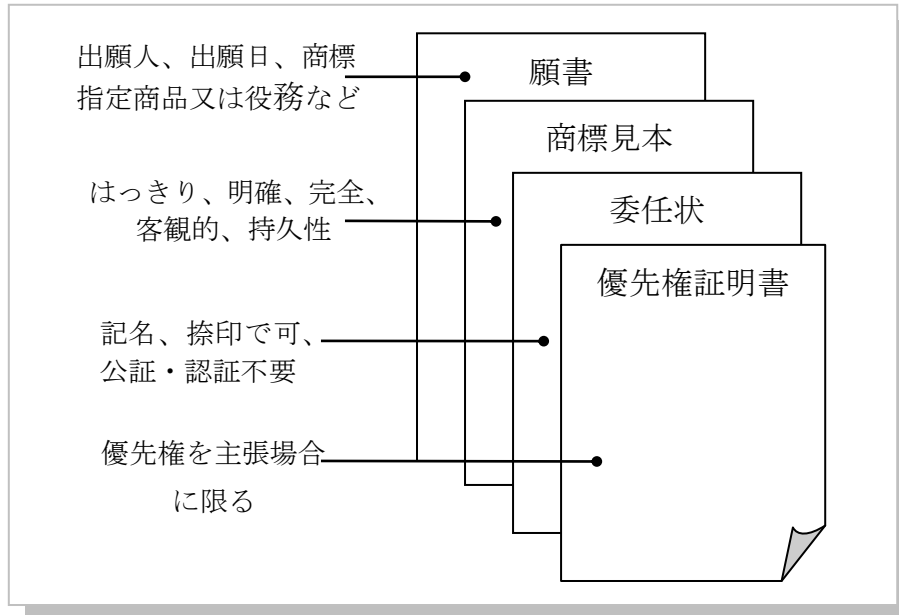 出願人、出願日、商標
指定商品又は役務など
願書
商標見本
はっきり、明確、完全、
客観的、持久性
委任状
優先権証明書
記名、捺印で可、
公証・認証不要
優先権を主張場合
に限る